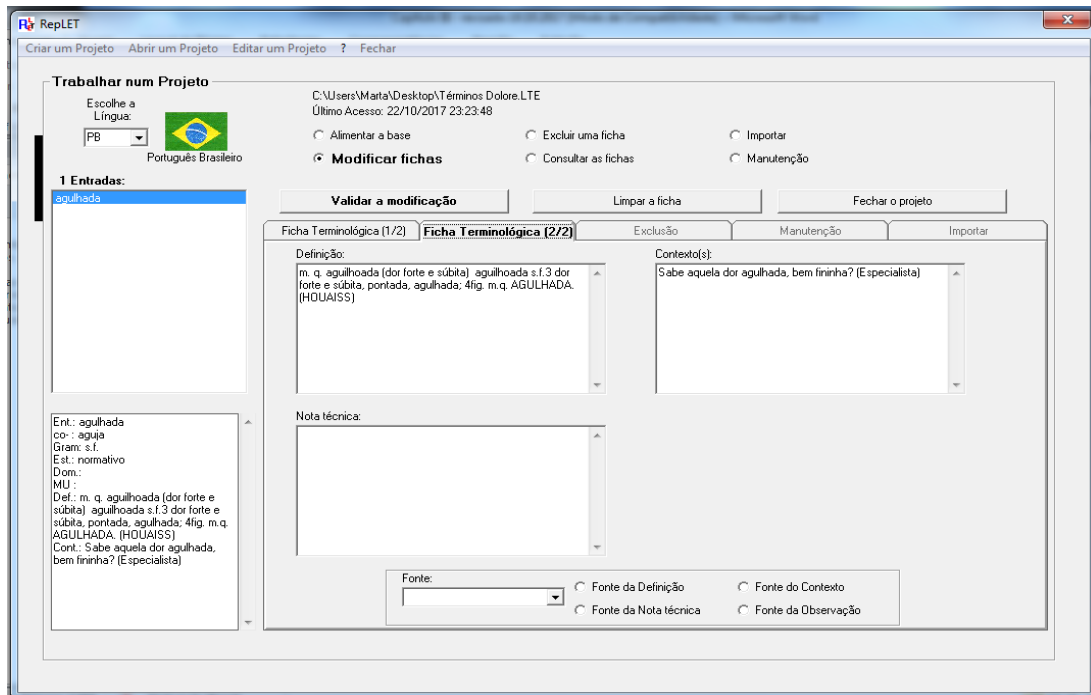 RepLET
Criar um Projeto Abrir um Projeto Editar um Projeto ? Fechar
Trabalhar num Projeto
Escolhe a
Língua:
PB
Português Brasileiro
C:\Users\Marta\Desktop\Términos Dolore.LTE
Último Acesso: 22/10/2017 23:23:48
Alimentar a base Excluir uma ficha Importar
Modificar fichas Consultar as fichas Manutenção
1 Entradas:
agulhada
Validar a modificação Limpar a ficha Fechar o projeto
Ficha Terminológica (1/2) Ficha Terminológica (2/2) Exclusão Manutenção Importar
Definição:
m. q. aguilhoada (dor forte e súbita) aguilhoada s.f.3 dor
forte e súbita, pontada, agulhada; 4fig. m.q. AGULHADA.
(HOUAISS)
Contexto(s):
Sabe aquela dor agulhada, bem fininha? (Especialista)
Nota técnica:
Ent.: agulhada
co- : aguja
Gram: s.f.
Est.: normativo
Dom.:
MU :
Def.: m. q. aguilhoada (dor forte e
súbita) aguilhoada s.f.3 dor forte e
súbita, pontada, agulhada; 4fig. m.q.
AGULHADA. (HOUAISS)
Cont.: Sabe aquela dor agulhada,
bem fininha? (Especialista)
Fonte:
Fonte da Definição Fonte do Contexto
Fonte da Nota técnica Fonte da Observação